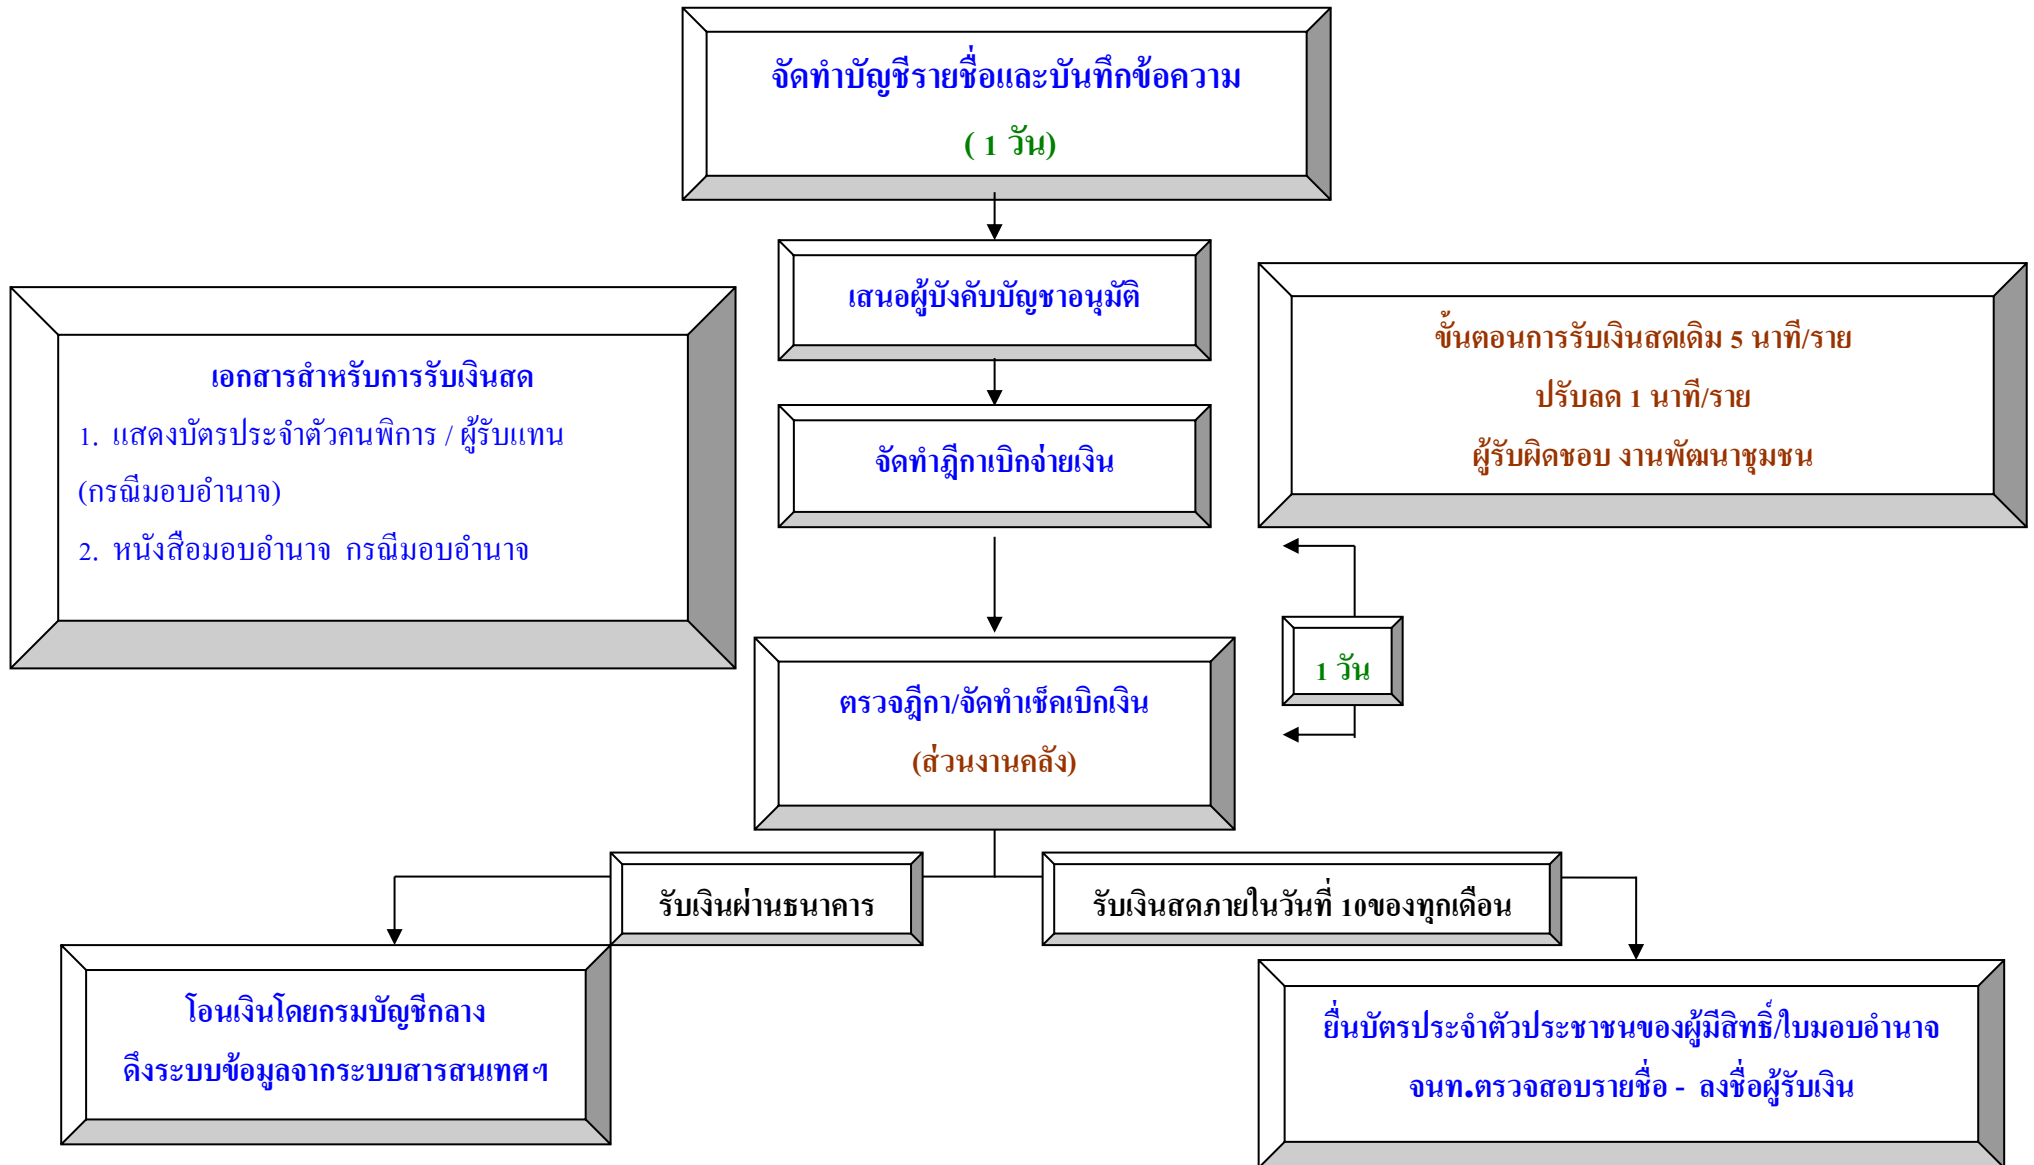 จัดทำบัญชีรายชื่อและบันทึกข้อความ
( 1 วัน)
เสนอผู้บังคับบัญชาอนุมัติ
เอกสารสำหรับการรับเงินสด
1. แสดงบัตรประจำตัวคนพิการ / ผู้รับแทน
(กรณีมอบอำนาจ)
2. หนังสือมอบอำนาจ กรณีมอบอำนาจ
ขั้นตอนการรับเงินสดเดิม 5 นาที/ราย
ปรับลด 1 นาที/ราย
ผู้รับผิดชอบ งานพัฒนาชุมชน
จัดทำฎีกาเบิกจ่ายเงิน
1 วัน
ตรวจฎีกา/จัดทำเช็คเบิกเงิน
(ส่วนงานคลัง)
รับเงินผ่านธนาคาร
รับเงินสดภายในวันที่ 10ของทุกเดือน
โอนเงินโดยกรมบัญชีกลาง
ดึงระบบข้อมูลจากระบบสารสนเทศฯ
ยื่นบัตรประจำตัวประชาชนของผู้มีสิทธิ์/ใบมอบอำนาจ
จนท.ตรวจสอบรายชื่อ - ลงชื่อผู้รับเงิน